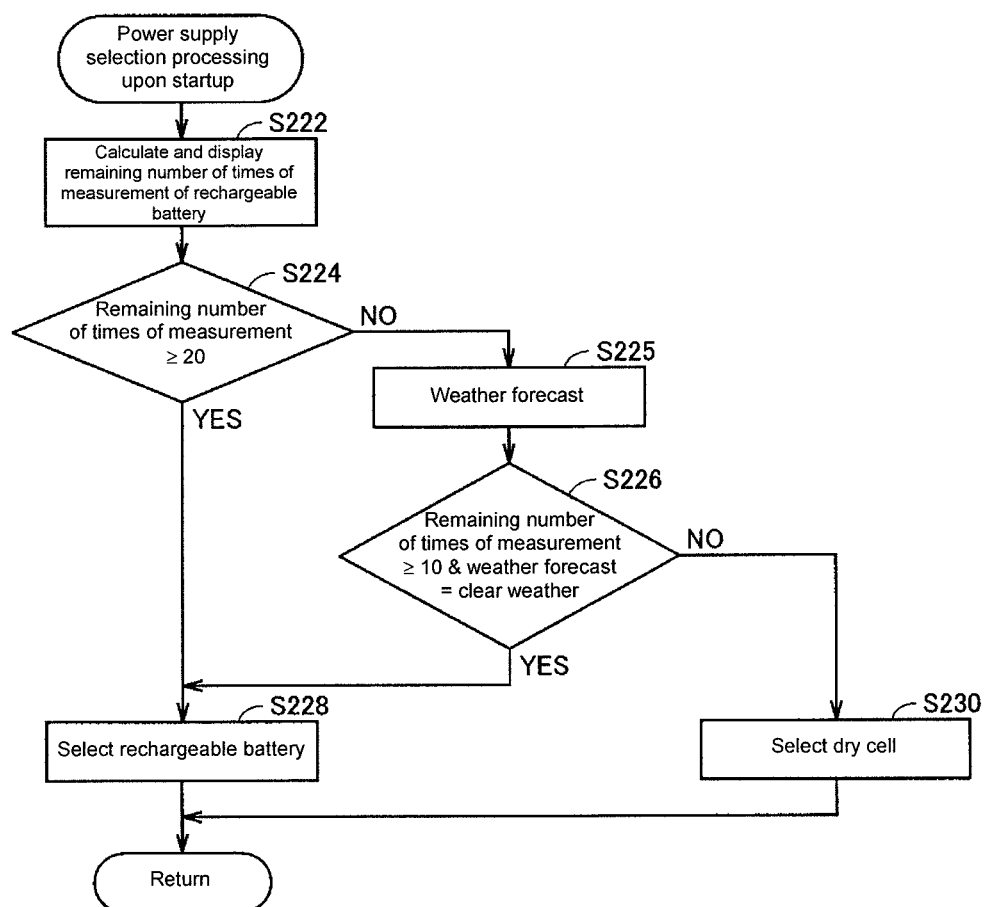 Power supply
selection processing
upon startup
S222
Calculate and display
remaining number of times of
measurement of rechargeable
battery
S224
Remaining number
of times of measurement
≥ 20
NO
YES
S225
Weather forecast
S226
Remaining number
of times of measurement
≥ 10 & weather forecast
= clear weather
NO
YES
S228
Select rechargeable battery
S230
Select dry cell
Return